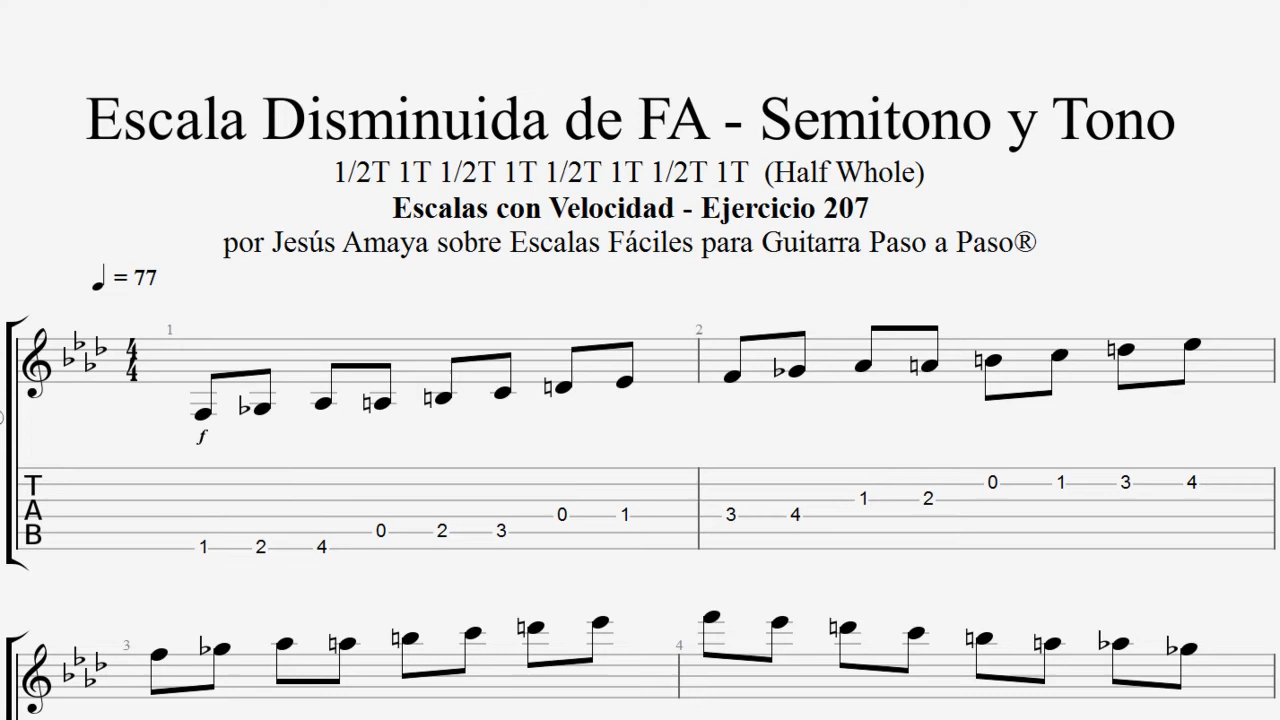 Escala Disminuida de FA - Semitono y Tono
1/2T 1T 1/2T 1T 1/2T 1T 1/2T 1T (Half Whole)
Escalas con Velocidad - Ejercicio 207
por Jesús Amaya sobre Escalas Fáciles para Guitarra Paso a Paso®
= 77
1 2
4 4
f
T A B
0 1 3 4
1 2
0 1 3 4
0 2 3
1 2 4
3 4